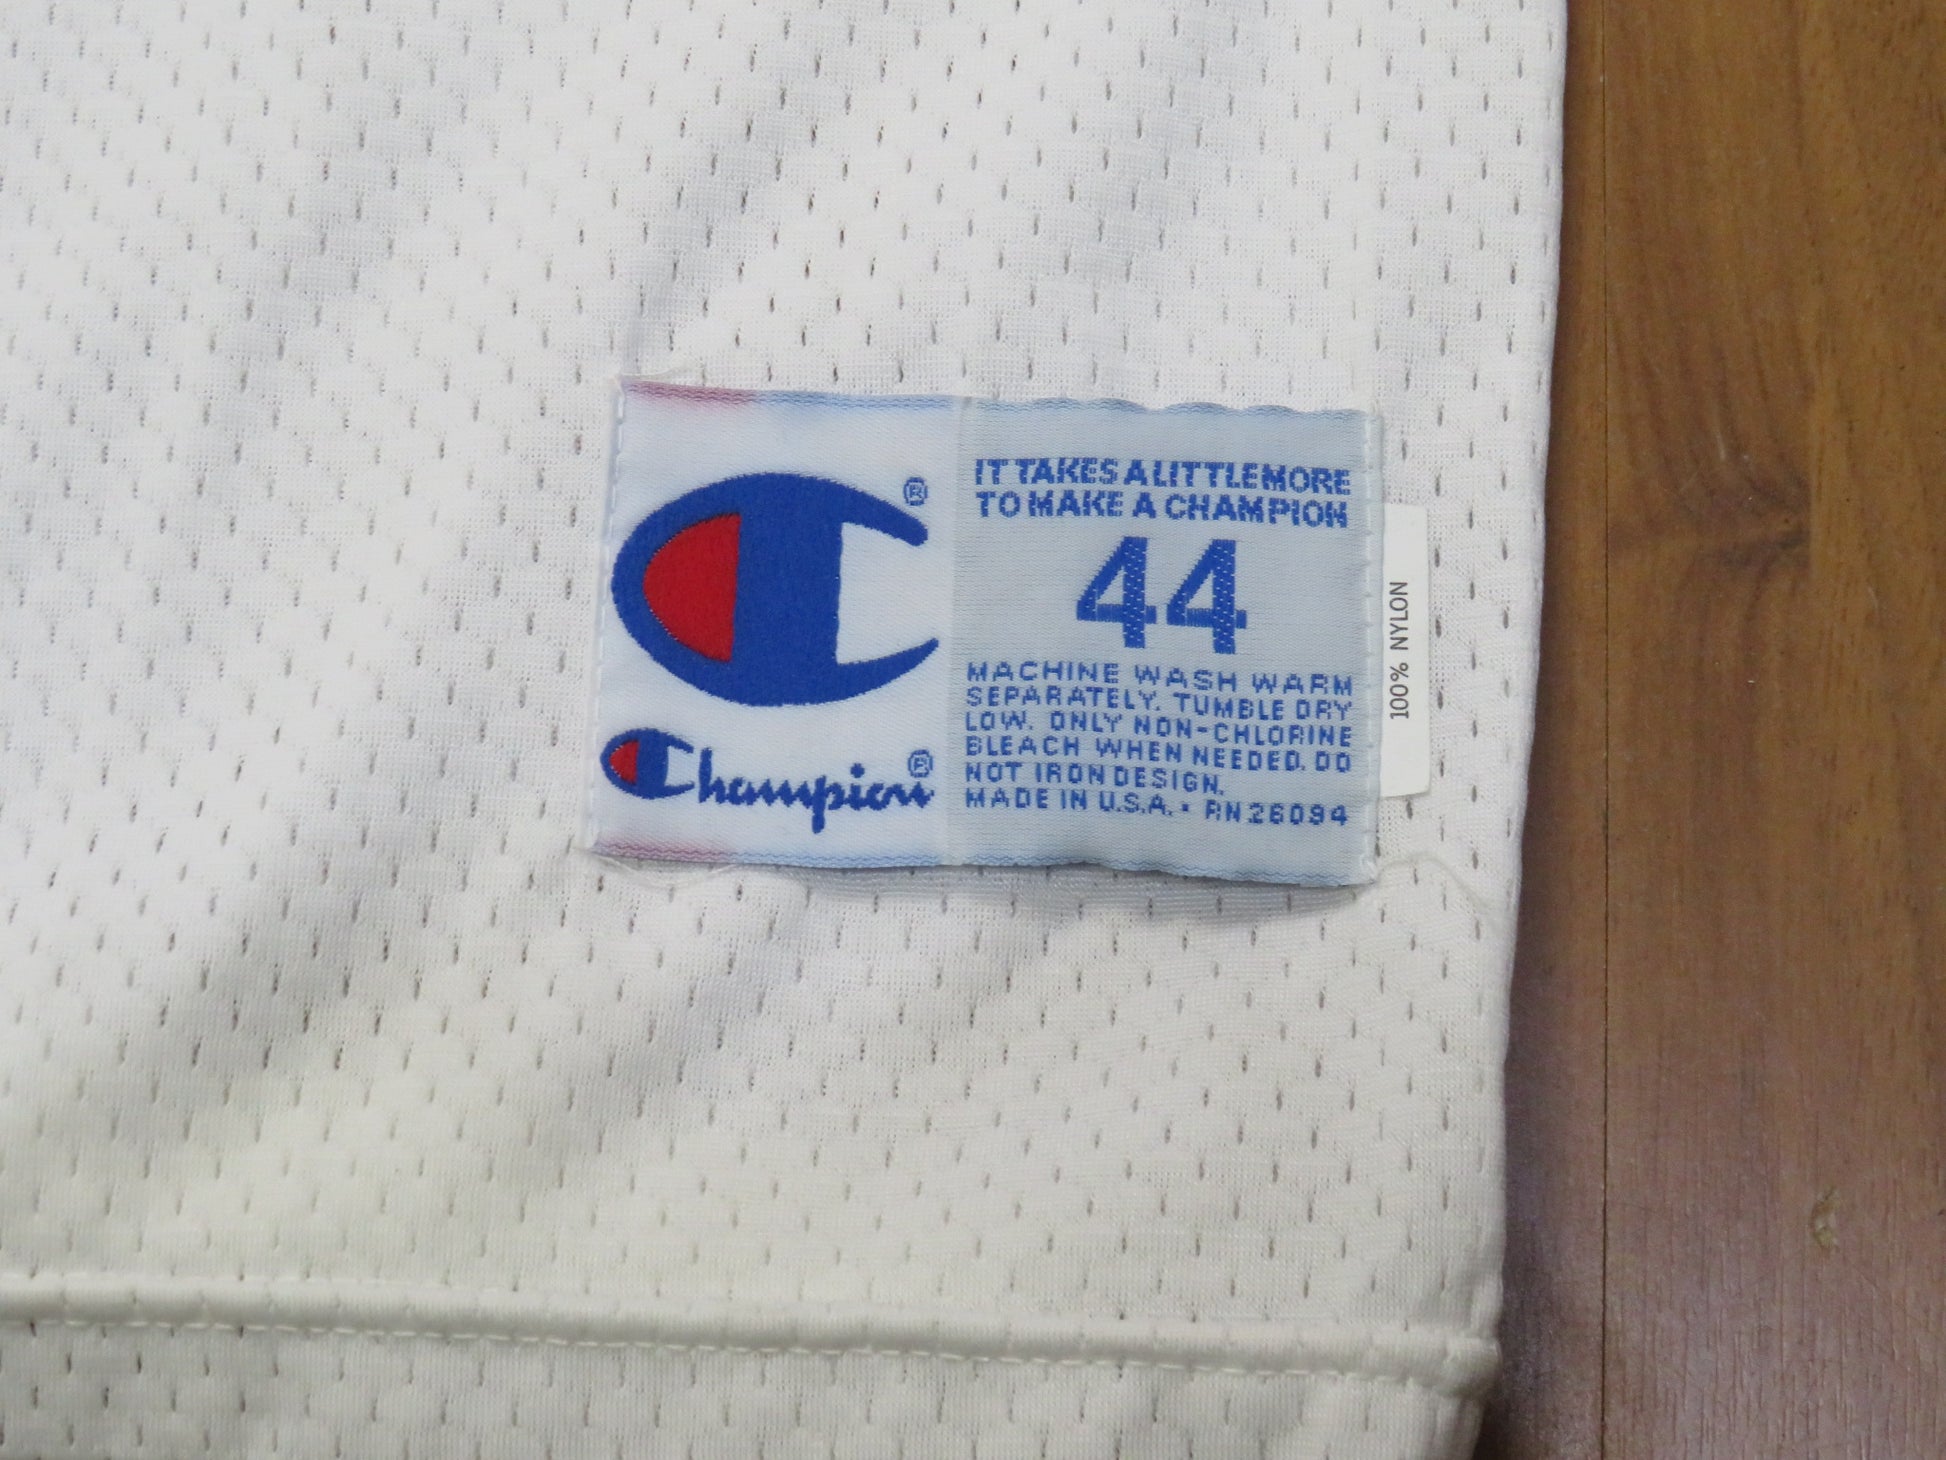 ®
Champion®
IT TAKES A LITTLE MORE
TO MAKE A CHAMPION
44
MACHINE WASH WARM
SEPARATELY. TUMBLE DRY
LOW. ONLY NON-CHLORINE
BLEACH WHEN NEEDED. DO
NOT IRON DESIGN.
MADE IN U.S.A. • RN 26094
100% NYLON